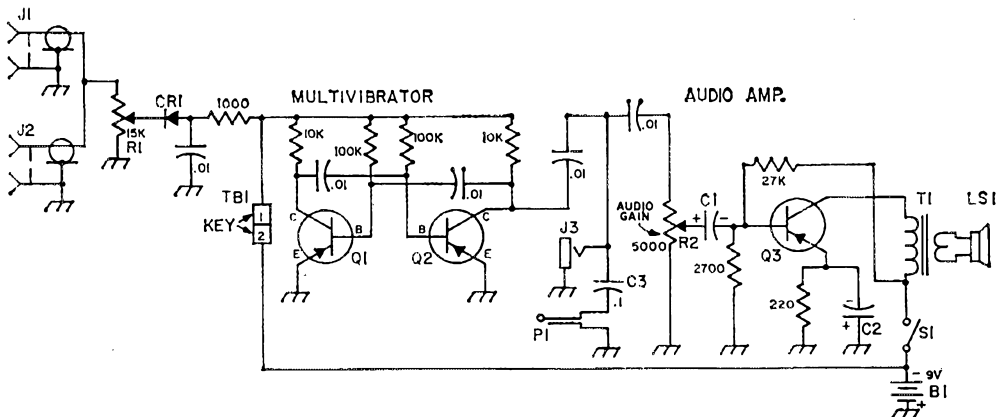 J1
MULTIVIBRATOR
AUDIO AMP.
CR1
1000
15K
R1
.01
J2
10K
100K
100K
10K
.01
.01
.01
.01
TB1
KEY
1
2
C
B
E
Q1
B
C
E
Q2
J3
C3
.1
P1
AUDIO
GAIN
5000
R2
C1
+ -
2700
27K
Q3
220
-
+
C2
T1
LS1
S1
- 9V
B1
+